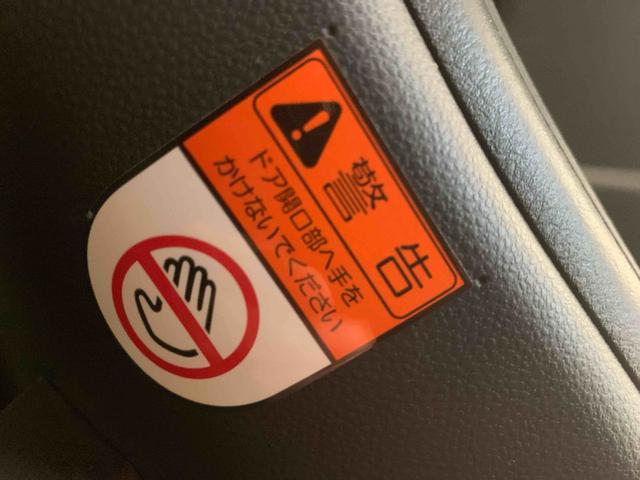 警告
ドア開口部へ手を
かけないでください